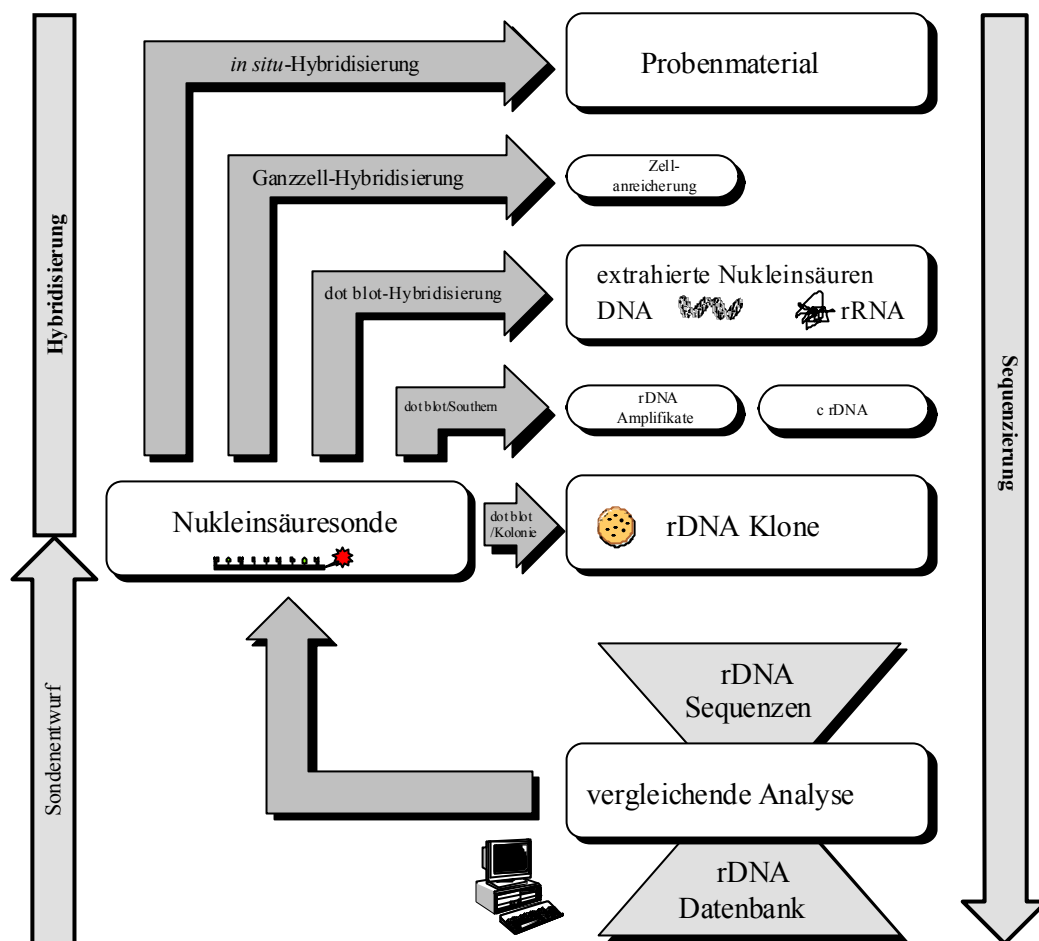 in situ-Hybridisierung
Probenmaterial
Ganzzell-Hybridisierung
Zell-
anreicherung
Hybridisierung
dot blot-Hybridisierung
extrahierte Nukleinsäuren
DNA
rRNA
dot blot/Southern
rDNA
Amplifikate
c rDNA
Sequenzierung
Nukleinsäuresonde
dot blot
/Kolonie
rDNA Klone
Sondenentwurf
rDNA
Sequenzen
vergleichende Analyse
rDNA
Datenbank